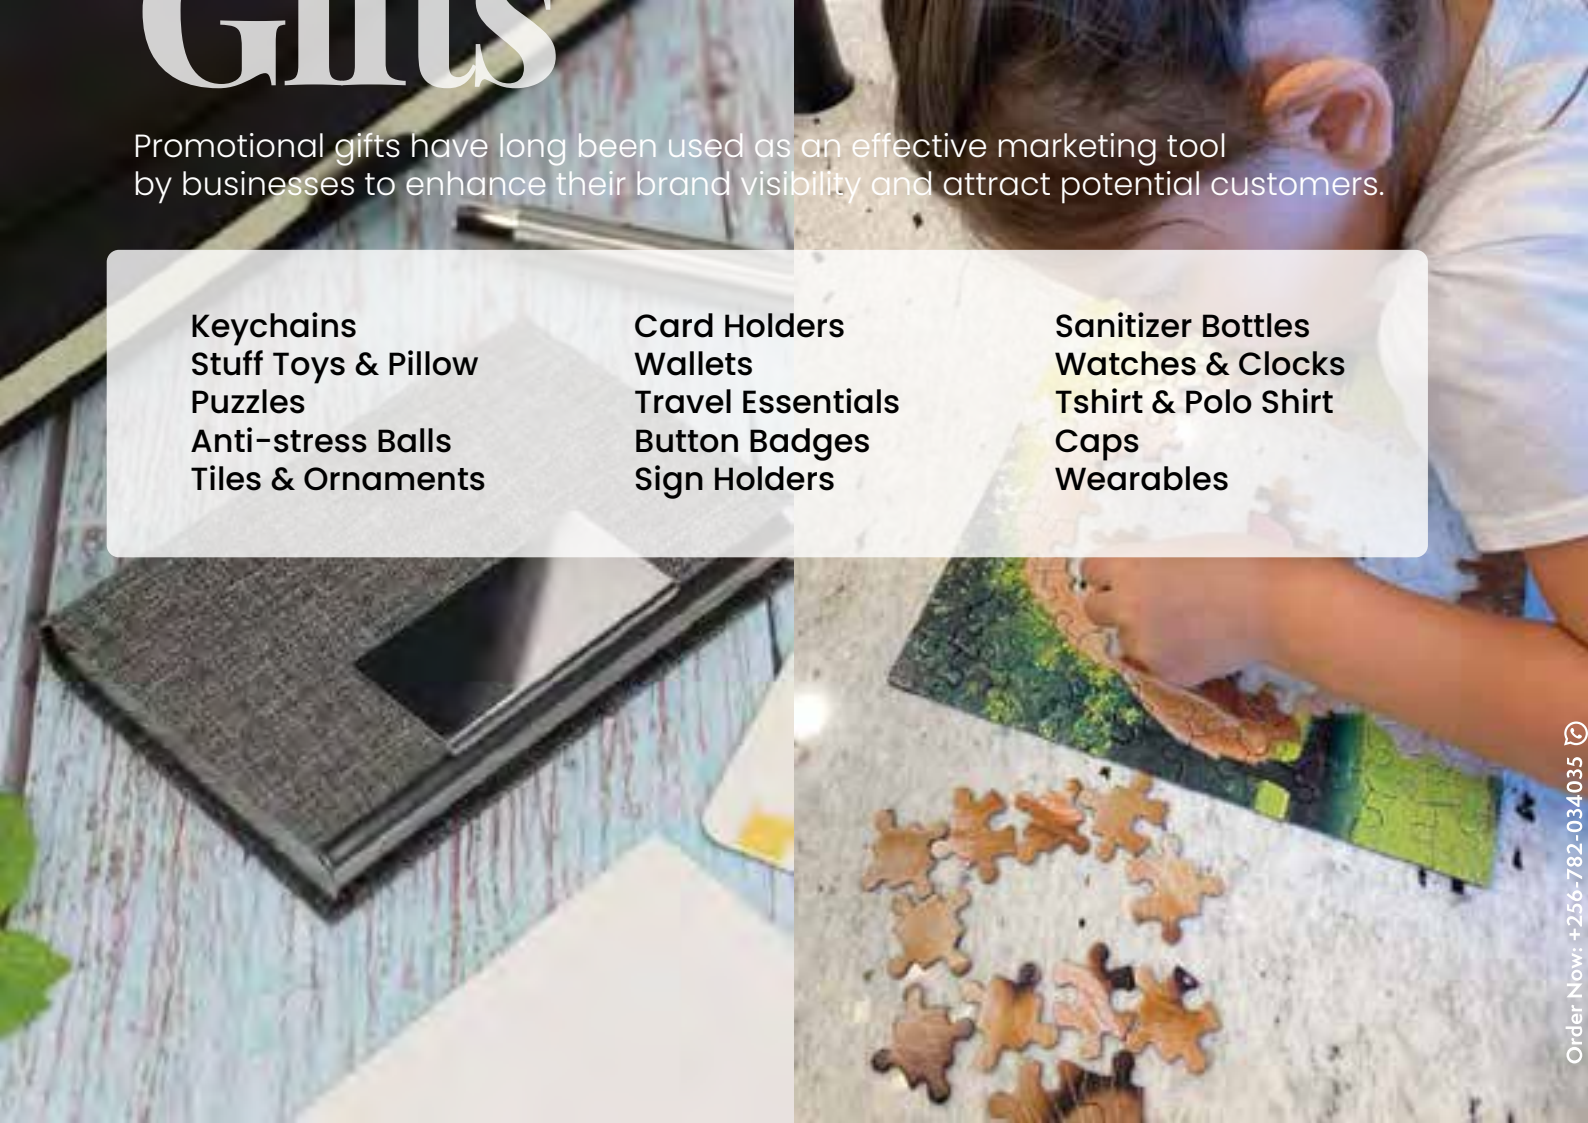 Gifts
Promotional gifts have long been used as an effective marketing tool
by businesses to enhance their brand visibility and attract potential customers.
Keychains
Stuff Toys & Pillow
Puzzles
Anti-stress Balls
Tiles & Ornaments
Card Holders
Wallets
Travel Essentials
Button Badges
Sign Holders
Sanitizer Bottles
Watches & Clocks
Tshirt & Polo Shirt
Caps
Wearables
Order Now: +256-782-034035